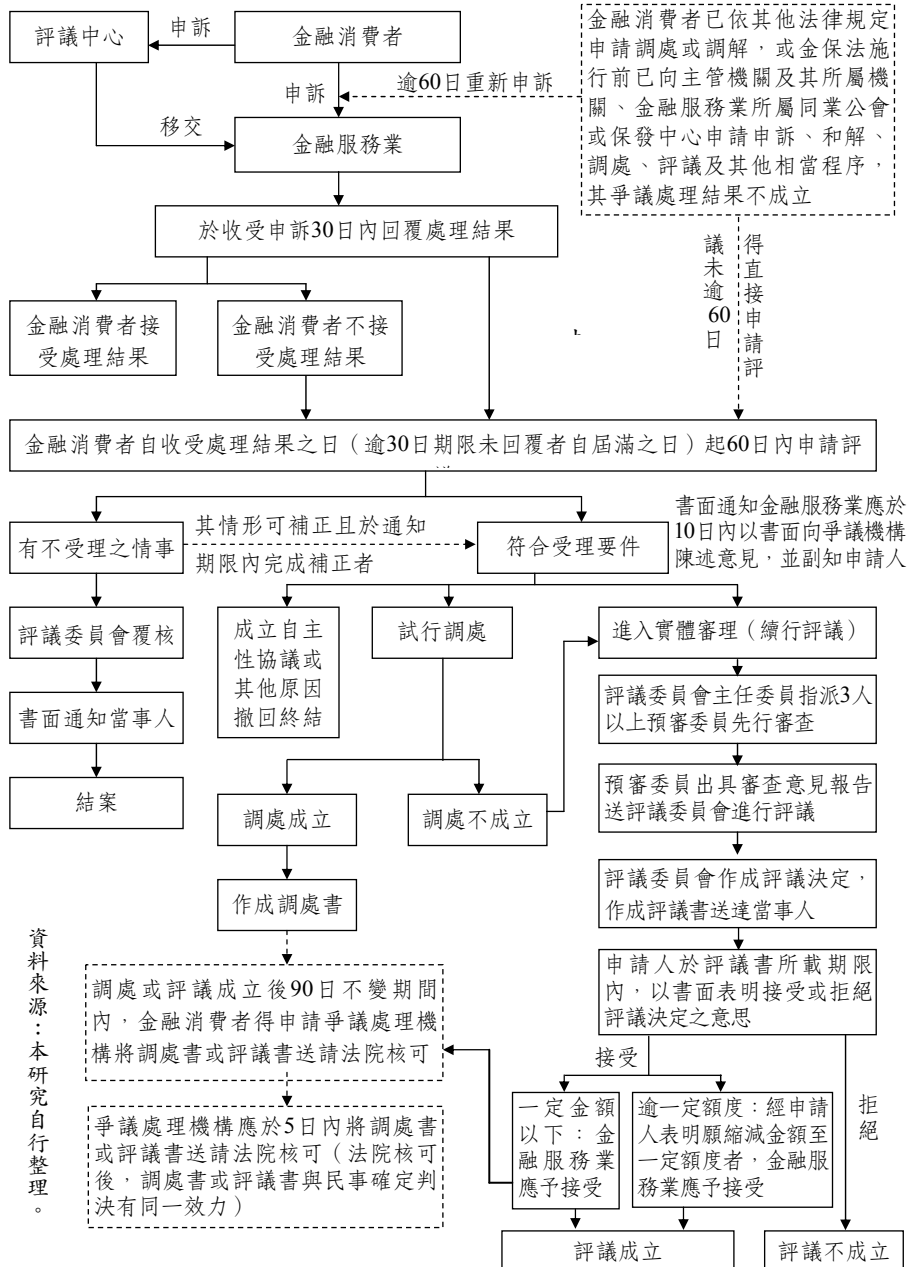 評議中心
申訴
金融消費者
金融消費者已依其他法律規定
申請調處或調解，或金保法施
行前已向主管機關及其所屬機
關、金融服務業所屬同業公會
或保發中心申請申訴、和解、
調處、評議及其他相當程序，
其爭議處理結果不成立
申訴
逾60日重新申訴
移交
金融服務業
於收受申訴30日內回覆處理結果
得直接申請評
議未逾60日
金融消費者接
受處理結果
金融消費者不接
受處理結果
金融消費者自收受處理結果之日（逾30日期限未回覆者自屆滿之日）起60日內申請評
有不受理之情事
其情形可補正且於通知
期限內完成補正者
符合受理要件
書面通知金融服務業應於
10日內以書面向爭議機構
陳述意見，並副知申請人
評議委員會覆核
書面通知當事人
結案
成立自主
性協議或
其他原因
撤回終結
試行調處
進入實體審理（續行評議）
評議委員會主任委員指派3人
以上預審委員先行審查
預審委員出具審查意見報告
送評議委員會進行評議
調處成立
調處不成立
作成調處書
評議委員會作成評議決定，
作成評議書送達當事人
申請人於評議書所載期限
內，以書面表明接受或拒絕
評議決定之意思
調處或評議成立後90日不變期間
內，金融消費者得申請爭議處理機
構將調處書或評議書送請法院核可
爭議處理機構應於5日內將調處書
或評議書送請法院核可（法院核可
後，調處書或評議書與民事確定判
決有同一效力）
接受
拒絕
一定金額
以下：金
融服務業
應予接受
逾一定額度：經申請
人表明願縮減金額至
一定額度者，金融服
務業應予接受
評議成立
評議不成立
資料來源：本研究自行整理。